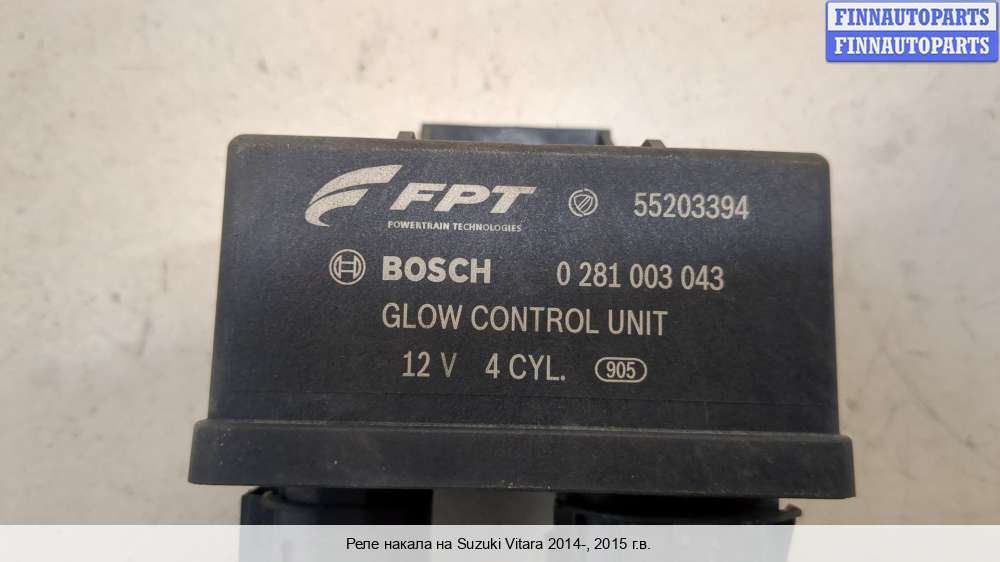 FINNAUTOPARTS
FINNAUTOPARTS
FPT 55203394
POWERTRAIN TECHNOLOGIES
BOSCH 0 281 003 043
GLOW CONTROL UNIT
12 V 4 CYL. 905
Реле накала на Suzuki Vitara 2014-, 2015 г.в.